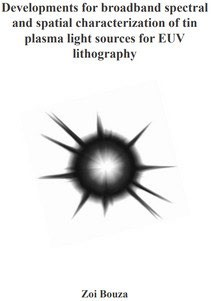 Developments for broadband spectral
and spatial characterization of tin
plasma light sources for EUV
lithography
Zoi Bouza